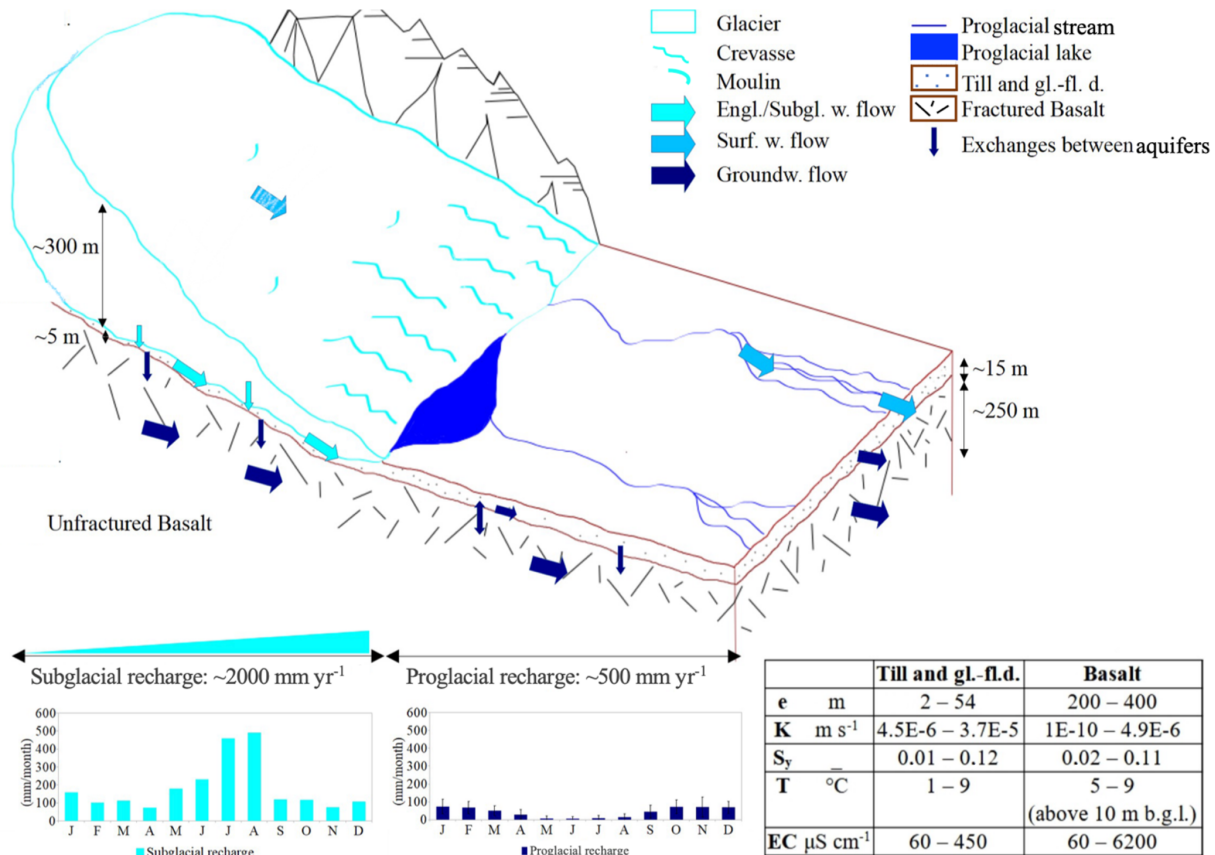 Glacier
Crevasse
Moulin
Engl./Subgl. w. flow
Surf. w. flow
Groundw. flow
Proglacial stream
Proglacial lake
Till and gl.-fl. d.
Fractured Basalt
Exchanges between aquifers
~300 m
~5 m
~15 m
~250 m
Unfractured Basalt
Subglacial recharge: ~2000 mm yr-1
Proglacial recharge: ~500 mm yr-1
(mm/month)
600
500
400
300
200
100
0
J F M A M J J A S O N D
Subglacial recharge
(mm/month)
600
500
400
300
200
100
0
J F M A M J J A S O N D
Proglacial recharge
Till and gl.-fl.d. Basalt
e m 2 – 54 200 – 400
K m s-1 4.5E-6 – 3.7E-5 1E-10 – 4.9E-6
Sy _ 0.01 – 0.12 0.02 – 0.11
T °C 1 – 9 5 – 9
(above 10 m b.g.l.)
EC µS cm-1 60 – 450 60 – 6200